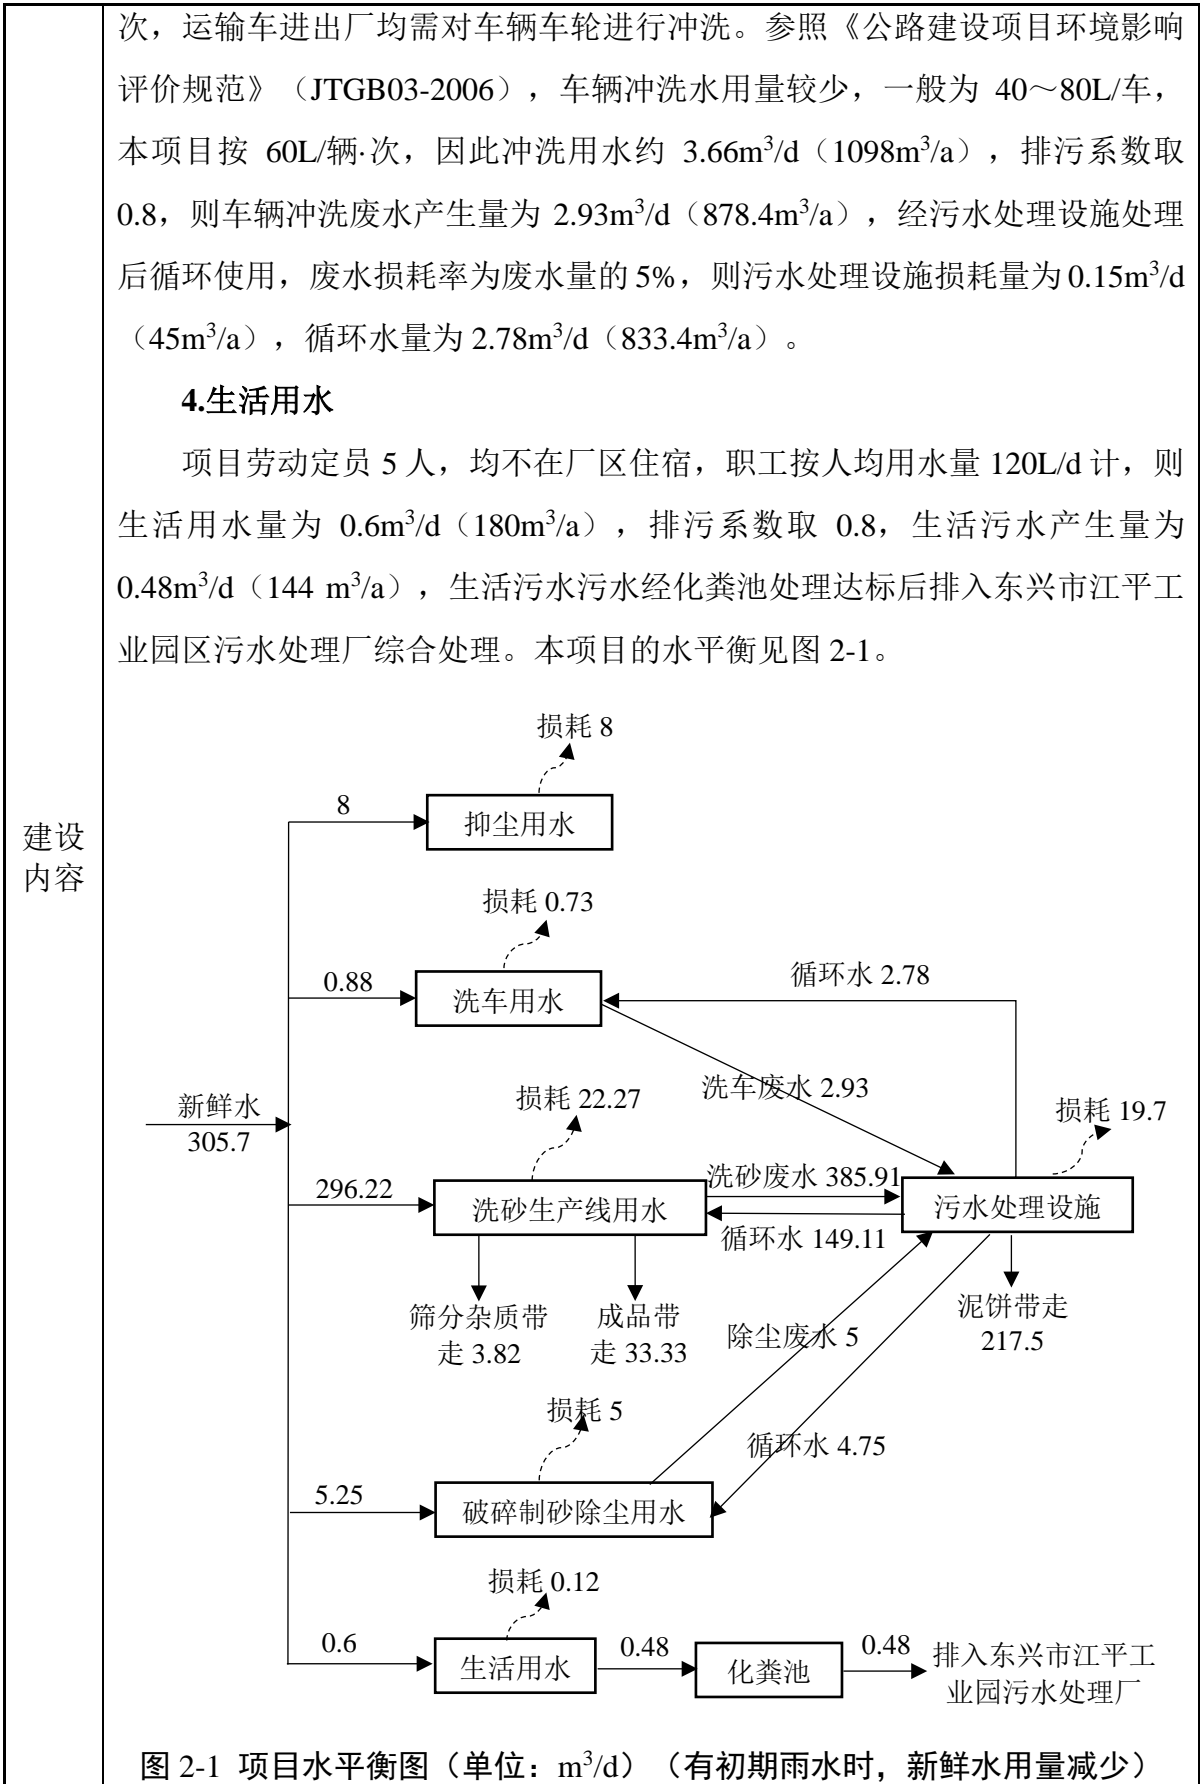 次，运输车进出厂均需对车辆车轮进行冲洗。参照《公路建设项目环境影响
评价规范》（JTGB03-2006），车辆冲洗水用量较少，一般为 40～80L/车，
本项目按 60L/辆·次，因此冲洗用水约 3.66m³/d（1098m³/a），排污系数取
0.8，则车辆冲洗废水产生量为 2.93m³/d（878.4m³/a），经污水处理设施处理
后循环使用，废水损耗率为废水量的 5%，则污水处理设施损耗量为 0.15m³/d
（45m³/a），循环水量为 2.78m³/d（833.4m³/a）。
4.生活用水
项目劳动定员 5 人，均不在厂区住宿，职工按人均用水量 120L/d 计，则
生活用水量为 0.6m³/d（180m³/a），排污系数取 0.8，生活污水产生量为
0.48m³/d（144 m³/a），生活污水污水经化粪池处理达标后排入东兴市江平工
业园区污水处理厂综合处理。本项目的水平衡见图 2-1。
建设
内容
损耗 8
8
抑尘用水
损耗 0.73
0.88
洗车用水
循环水 2.78
洗车废水 2.93
新鲜水
305.7
损耗 22.27
损耗 19.7
296.22
洗砂生产线用水
洗砂废水 385.91
循环水 149.11
污水处理设施
筛分杂质带
走 3.82
成品带
走 33.33
泥饼带走
217.5
除尘废水 5
损耗 5
循环水 4.75
5.25
破碎制砂除尘用水
损耗 0.12
0.6
生活用水
0.48
化粪池
0.48
排入东兴市江平工
业园污水处理厂
图 2-1 项目水平衡图（单位：m³/d）（有初期雨水时，新鲜水用量减少）